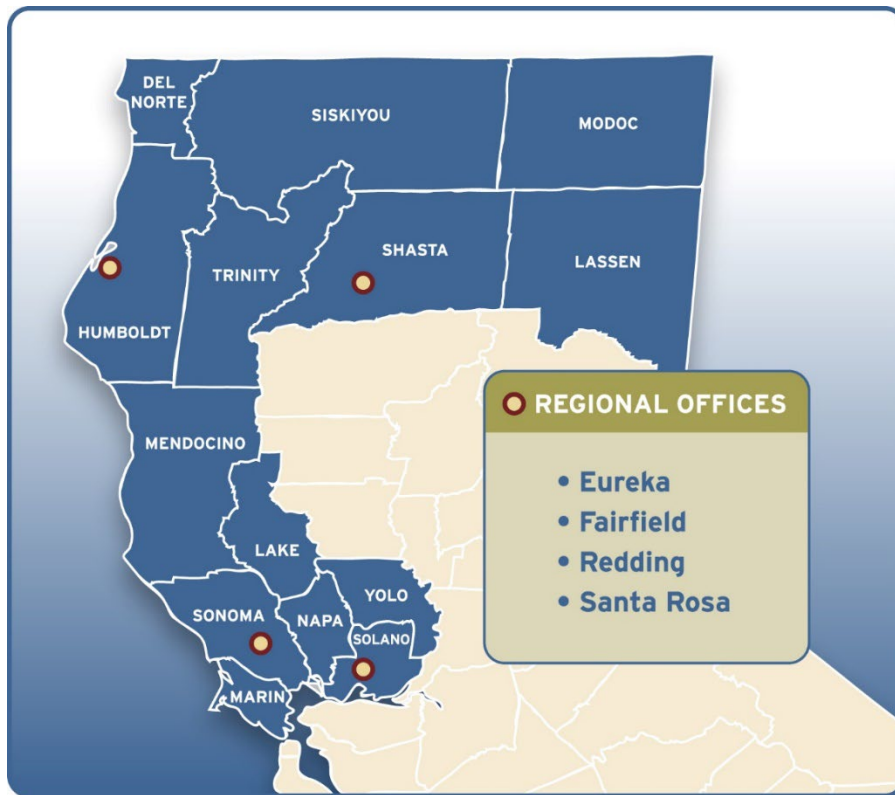 DEL
NORTE
SISKIYOU
MODOC
SHASTA
LASSEN
TRINITY
HUMBOLDT
REGIONAL OFFICES
MENDOCINO
• Eureka
• Fairfield
• Redding
• Santa Rosa
LAKE
YOLO
SONOMA
NAPA
SOLANO
MARIN